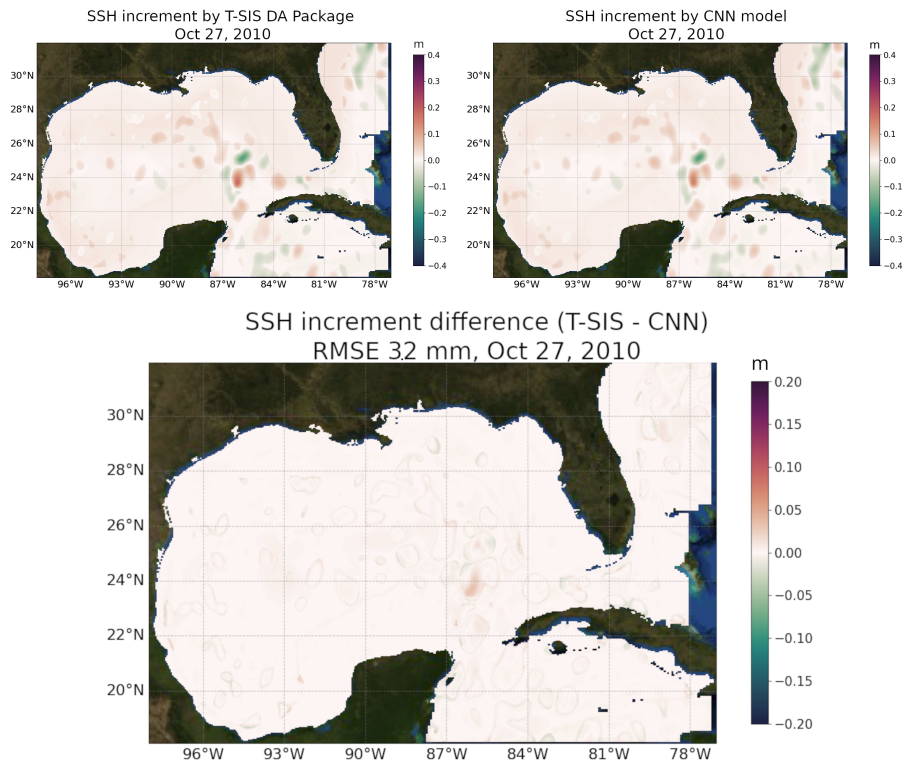 SSH increment by T-SIS DA Package
Oct 27, 2010
m
0.4
0.3
0.2
0.1
0.0
−0.1
−0.2
−0.3
−0.4
30°N
28°N
26°N
24°N
22°N
20°N
96°W 93°W 90°W 87°W 84°W 81°W 78°W
SSH increment by CNN model
Oct 27, 2010
m
0.4
0.3
0.2
0.1
0.0
−0.1
−0.2
−0.3
−0.4
30°N
28°N
26°N
24°N
22°N
20°N
96°W 93°W 90°W 87°W 84°W 81°W 78°W
SSH increment difference (T-SIS - CNN)
RMSE 3.2 mm, Oct 27, 2010
m
0.20
0.15
0.10
0.05
0.00
−0.05
−0.10
−0.15
−0.20
30°N
28°N
26°N
24°N
22°N
20°N
96°W 93°W 90°W 87°W 84°W 81°W 78°W